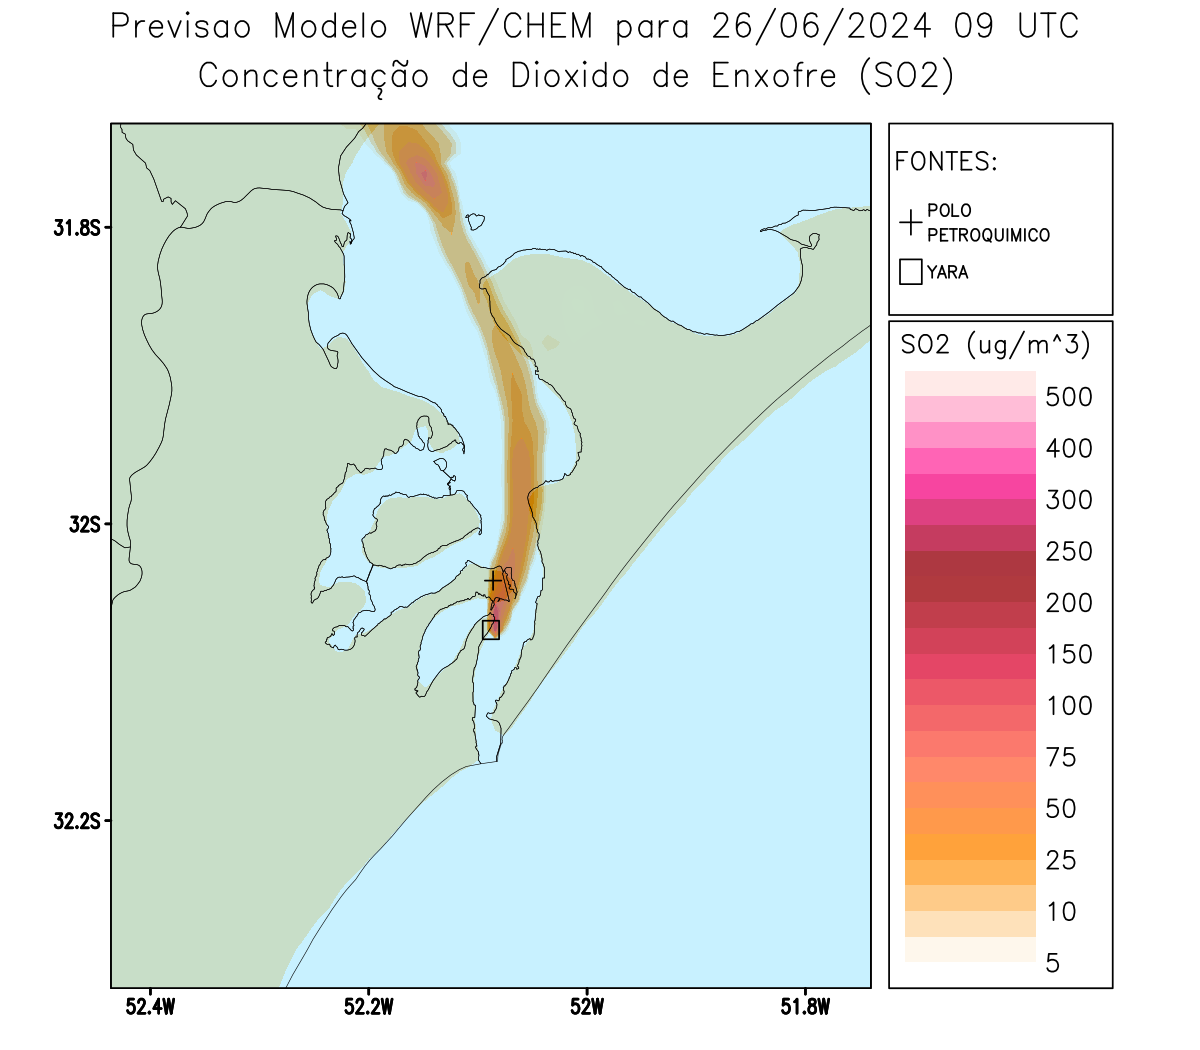 Previsao Modelo WRF/CHEM para 26/06/2024 09 UTC
Concentração de Dioxido de Enxofre (SO2)
FONTES:
POLO
PETROQUIMICO
YARA
SO2 (ug/m^3)
500
400
300
250
200
150
100
75
50
25
10
5
31.8S
32S
32.2S
52.4W
52.2W
52W
51.8W